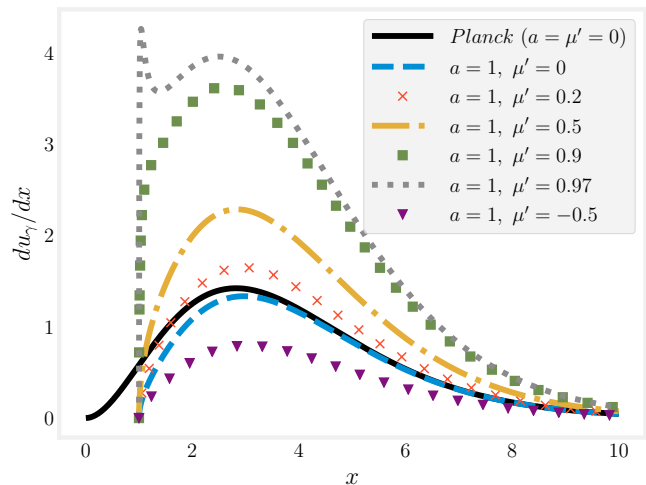 Planck (a = μ′ = 0)
a = 1, μ′ = 0
a = 1, μ′ = 0.2
a = 1, μ′ = 0.5
a = 1, μ′ = 0.9
a = 1, μ′ = 0.97
a = 1, μ′ = −0.5
4
3
2
1
0
du_γ/dx
0 2 4 6 8 10
x